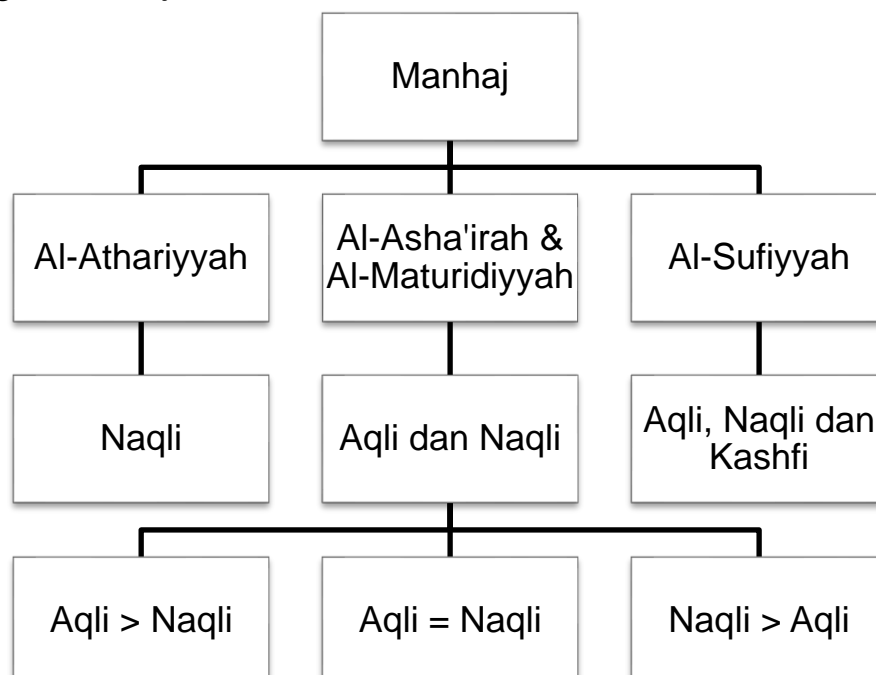 Manhaj
Al-Athariyyah
Al-Asha'irah &
Al-Maturidiyyah
Al-Sufiyyah
Naqli
Aqli dan Naqli
Aqli, Naqli dan
Kashfi
Aqli > Naqli
Aqli = Naqli
Naqli > Aqli